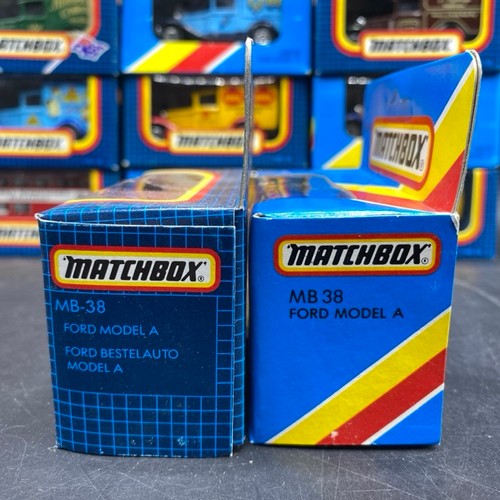 MATCHBOX
MATCHBOX
MATCHBOX
MATCHBOX
MATCHBOX
MATCHBOX®
MB-38
FORD MODEL A
FORD BESTELAUTO
MODEL A
MATCHBOX®
MB 38
FORD MODEL A